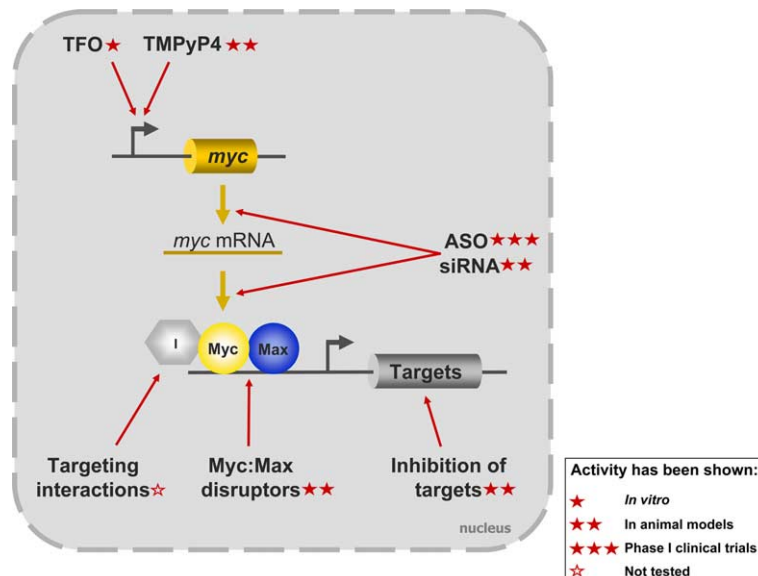 TFO★ TMPyP4 ★★
myc
myc mRNA
ASO★★★
siRNA★★
I Myc Max Targets
Targeting interactions☆
Myc:Max disruptors★★
Inhibition of targets★★
nucleus
Activity has been shown:
★ In vitro
★★ In animal models
★★★ Phase I clinical trials
☆ Not tested